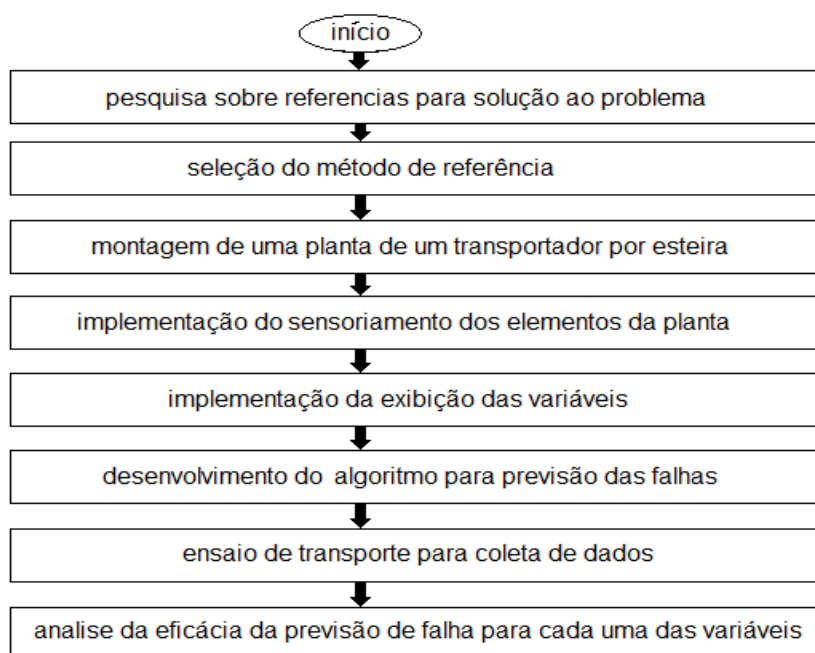 início
pesquisa sobre referencias para solução ao problema
seleção do método de referência
montagem de uma planta de um transportador por esteira
implementação do sensoriamento dos elementos da planta
implementação da exibição das variáveis
desenvolvimento do algoritmo para previsão das falhas
ensaio de transporte para coleta de dados
analise da eficácia da previsão de falha para cada uma das variáveis